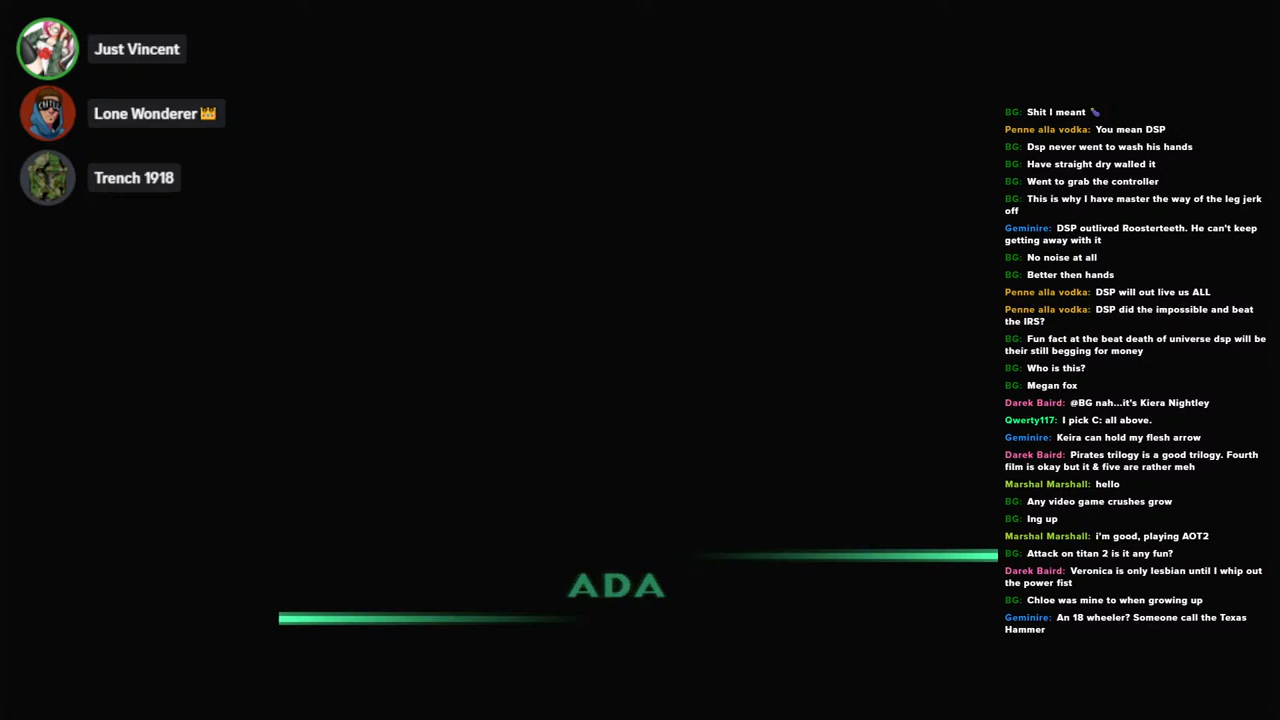 Just Vincent
Lone Wonderer 👑
Trench 1918
BG: Shit I meant 🍆
Penne alla vodka: You mean DSP
BG: Dsp never went to wash his hands
BG: Have straight dry walled it
BG: Went to grab the controller
BG: This is why I have master the way of the leg jerk
off
Geminire: DSP outlived Roosterteeth. He can't keep
getting away with it
BG: No noise at all
BG: Better then hands
Penne alla vodka: DSP will out live us ALL
Penne alla vodka: DSP did the impossible and beat
the IRS?
BG: Fun fact at the beat death of universe dsp will be
their still begging for money
BG: Who is this?
BG: Megan fox
Darek Baird: @BG nah...it's Kiera Nightley
Qwerty117: I pick C: all above.
Geminire: Keira can hold my flesh arrow
Darek Baird: Pirates trilogy is a good trilogy. Fourth
film is okay but it & five are rather meh
Marshal Marshall: hello
BG: Any video game crushes grow
BG: Ing up
Marshal Marshall: i'm good, playing AOT2
BG: Attack on titan 2 is it any fun?
Darek Baird: Veronica is only lesbian until I whip out
the power fist
BG: Chloe was mine to when growing up
Geminire: An 18 wheeler? Someone call the Texas
Hammer
ADA